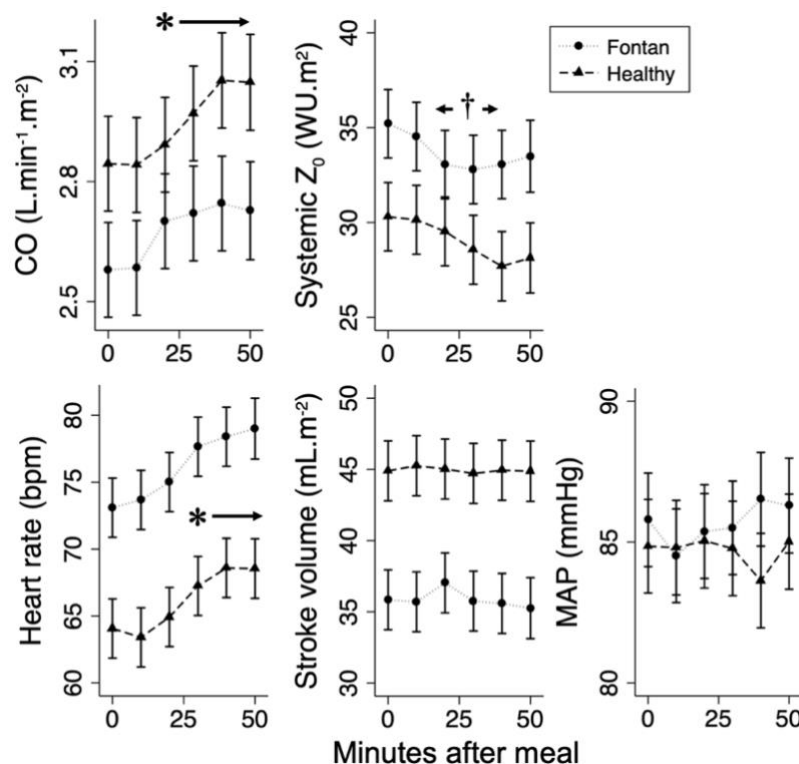 *
3.1
2.8
2.5
CO (L.min⁻¹.m⁻²)
0 25 50
40
35
30
25
Systemic Z₀ (WU.m²)
†
0 25 50
Fontan
Healthy
80
75
70
65
60
Heart rate (bpm)
*
0 25 50
50
45
40
35
30
Stroke volume (mL.m⁻²)
0 25 50
90
85
80
MAP (mmHg)
0 25 50
Minutes after meal